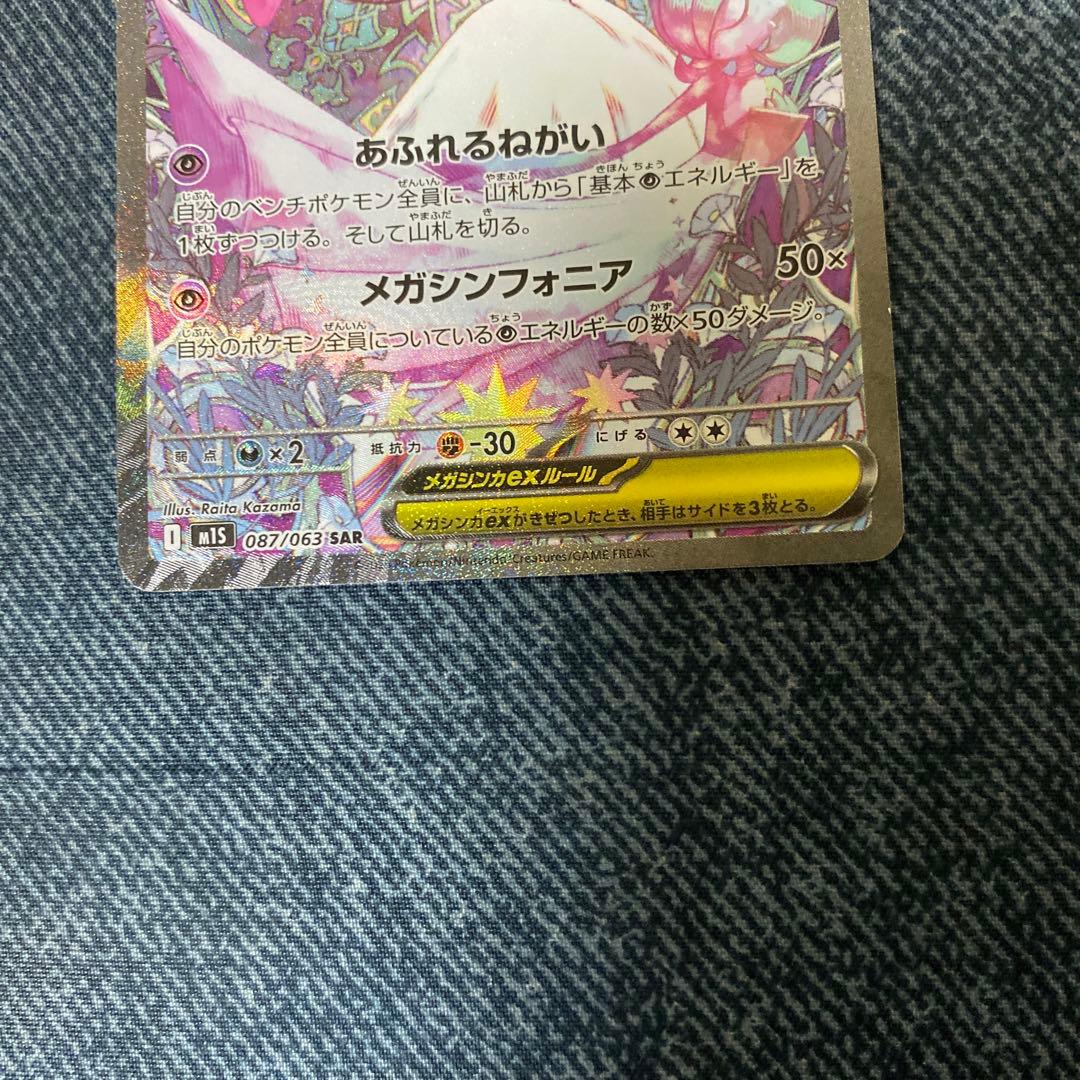 あふれるねがい
自分のベンチポケモン全員に、山札から「基本エネルギー」を
1枚ずつつける。そして山札を切る。
メガシンフォニア 50×
自分のポケモン全員についているエネルギーの数×50ダメージ。
弱点 ×2 抵抗力 -30 にげる
メガシンカexルール
メガシンカexがきぜつしたとき、相手はサイドを3枚とる。
Illus. Raita Kazama
I M1S 087/063 SAR
Pokémon/Nintendo/Creatures/GAME FREAK.